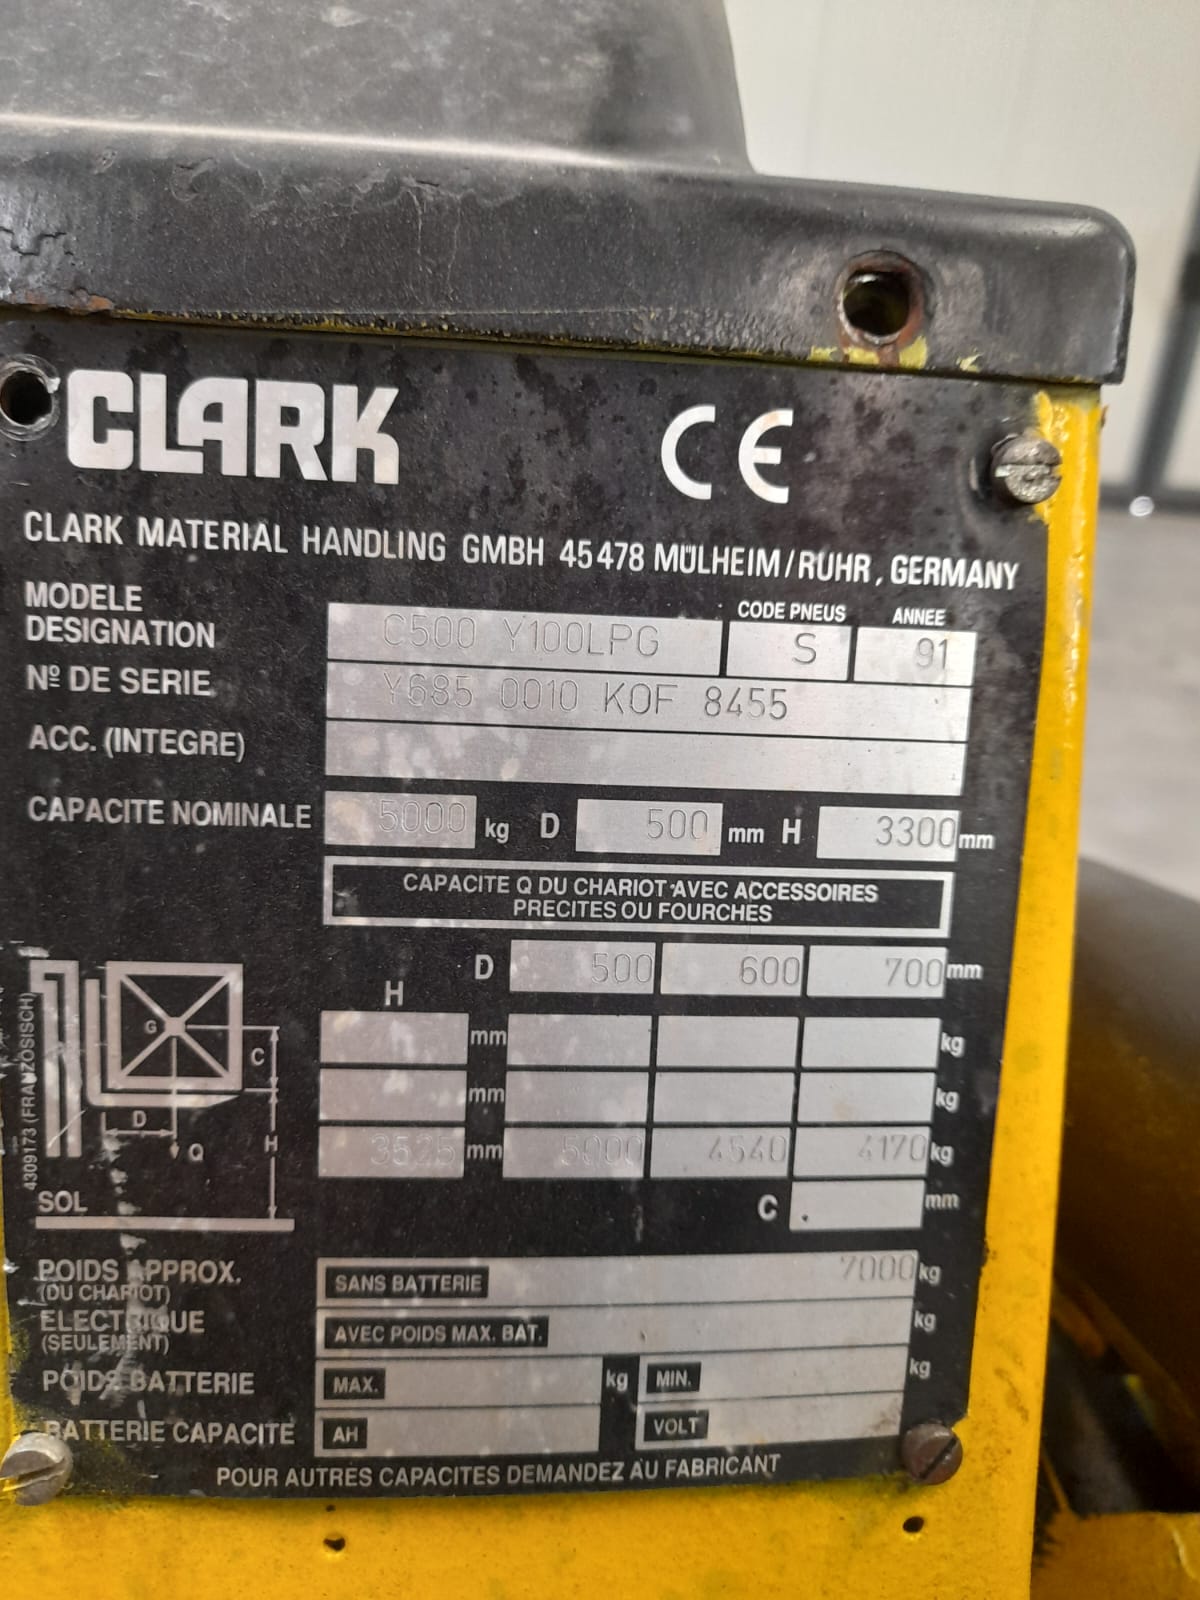 CLARK CE
CLARK MATERIAL HANDLING GMBH 45478 MÜLHEIM/RUHR, GERMANY
MODELE DESIGNATION C500 Y100LPG CODE PNEUS S ANNEE 91
Nº DE SERIE Y685 0010 KOF 8455
ACC. (INTEGRE)
CAPACITE NOMINALE 5000 kg D 500 mm H 3300 mm
CAPACITE Q DU CHARIOT AVEC ACCESSOIRES
PRECITES OU FOURCHES
D 500 600 700 mm
H
mm kg
mm kg
3525 mm 5000 4540 4170 kg
C mm
G
C
D
H
Q
SOL
4309173 (FRANZÖSISCH)
POIDS APPROX. SANS BATTERIE 7000 kg
(DU CHARIOT)
ELECTRIQUE AVEC POIDS MAX. BAT. kg
(SEULEMENT)
POIDS BATTERIE MAX. kg MIN. kg
BATTERIE CAPACITE AH VOLT
POUR AUTRES CAPACITES DEMANDEZ AU FABRICANT